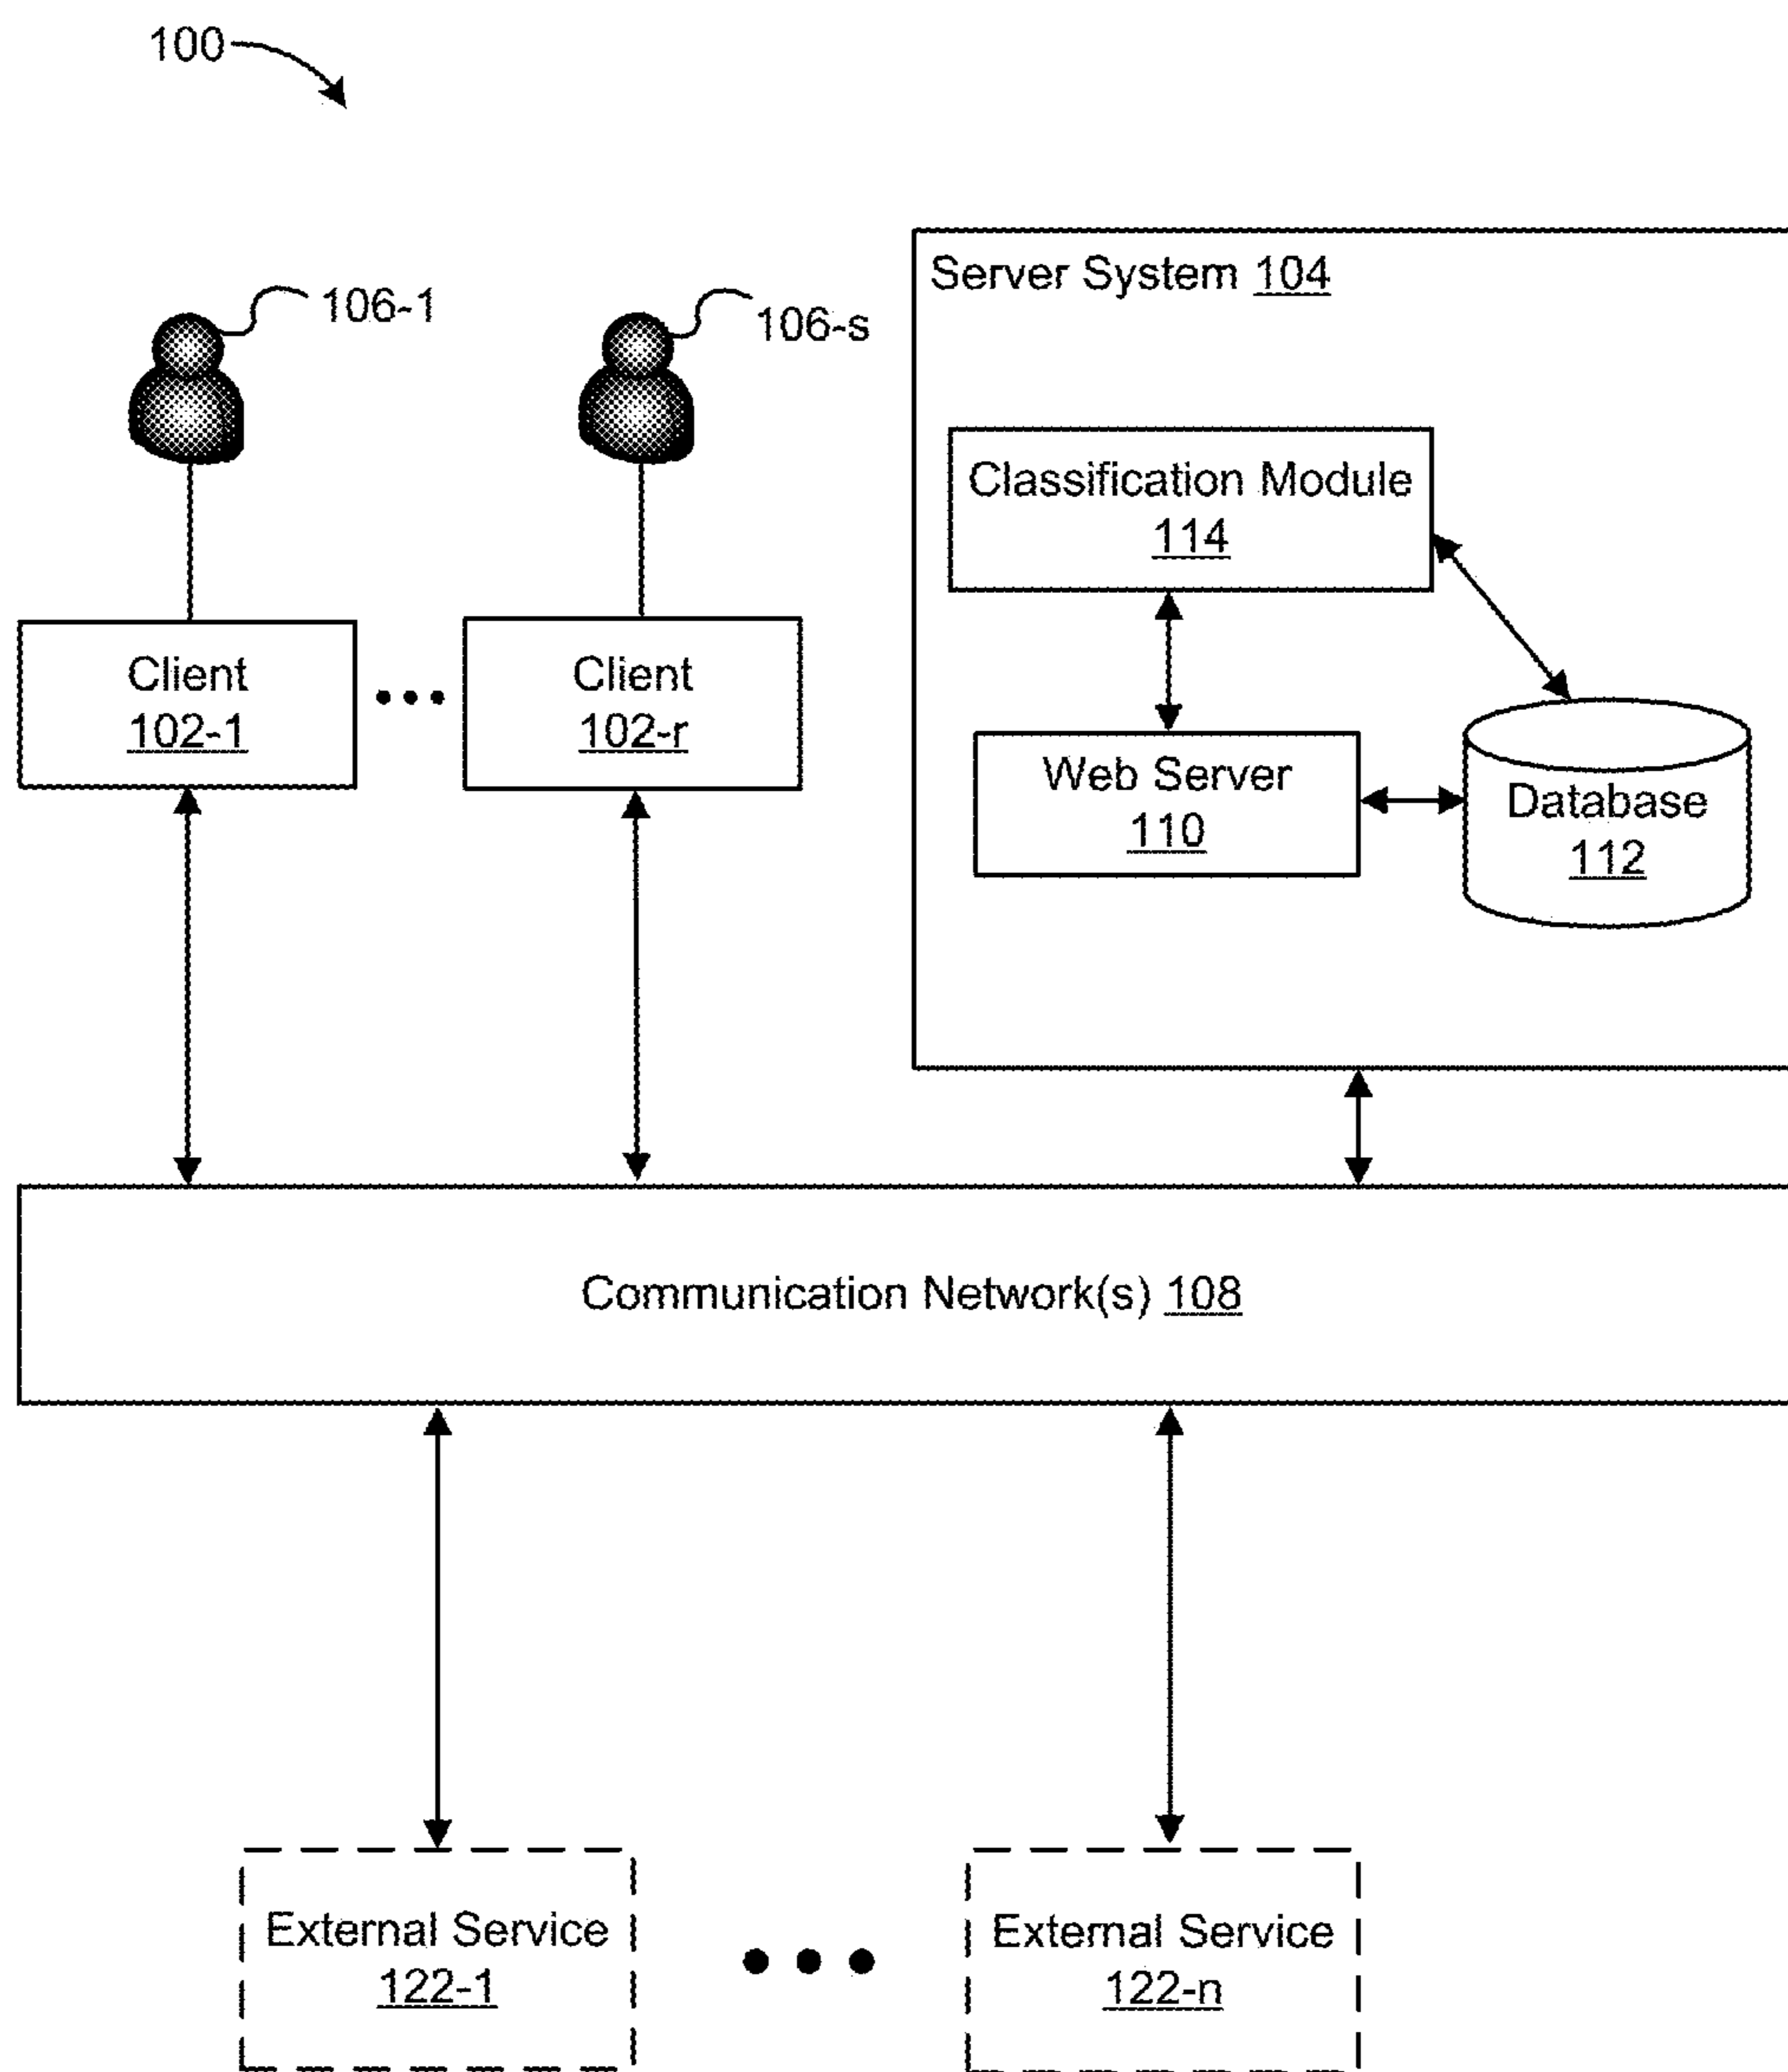 100
106-1
106-s
Server System 104
Classification Module
114
Client
102-1
Client
102-r
Web Server
110
Database
112
Communication Network(s) 108
External Service
122-1
External Service
122-n